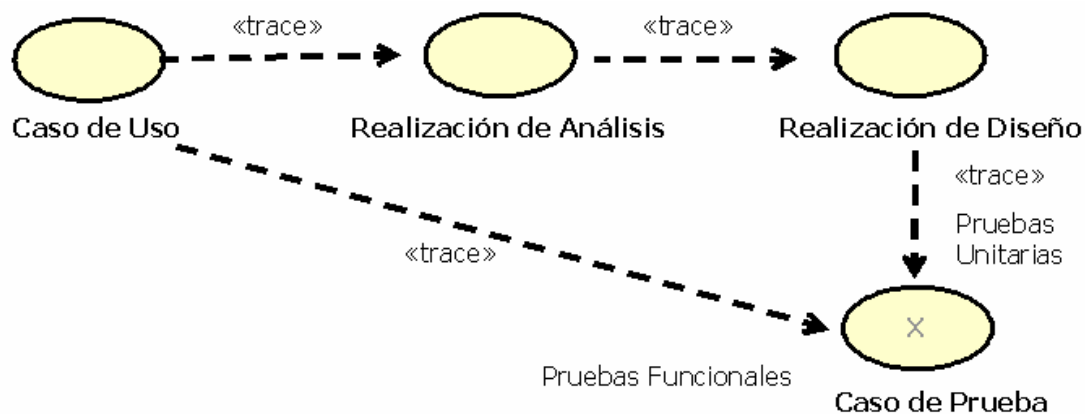 «trace»
«trace»
Caso de Uso
Realización de Análisis
Realización de Diseño
«trace»
Pruebas
Unitarias
«trace»
X
Pruebas Funcionales
Caso de Prueba